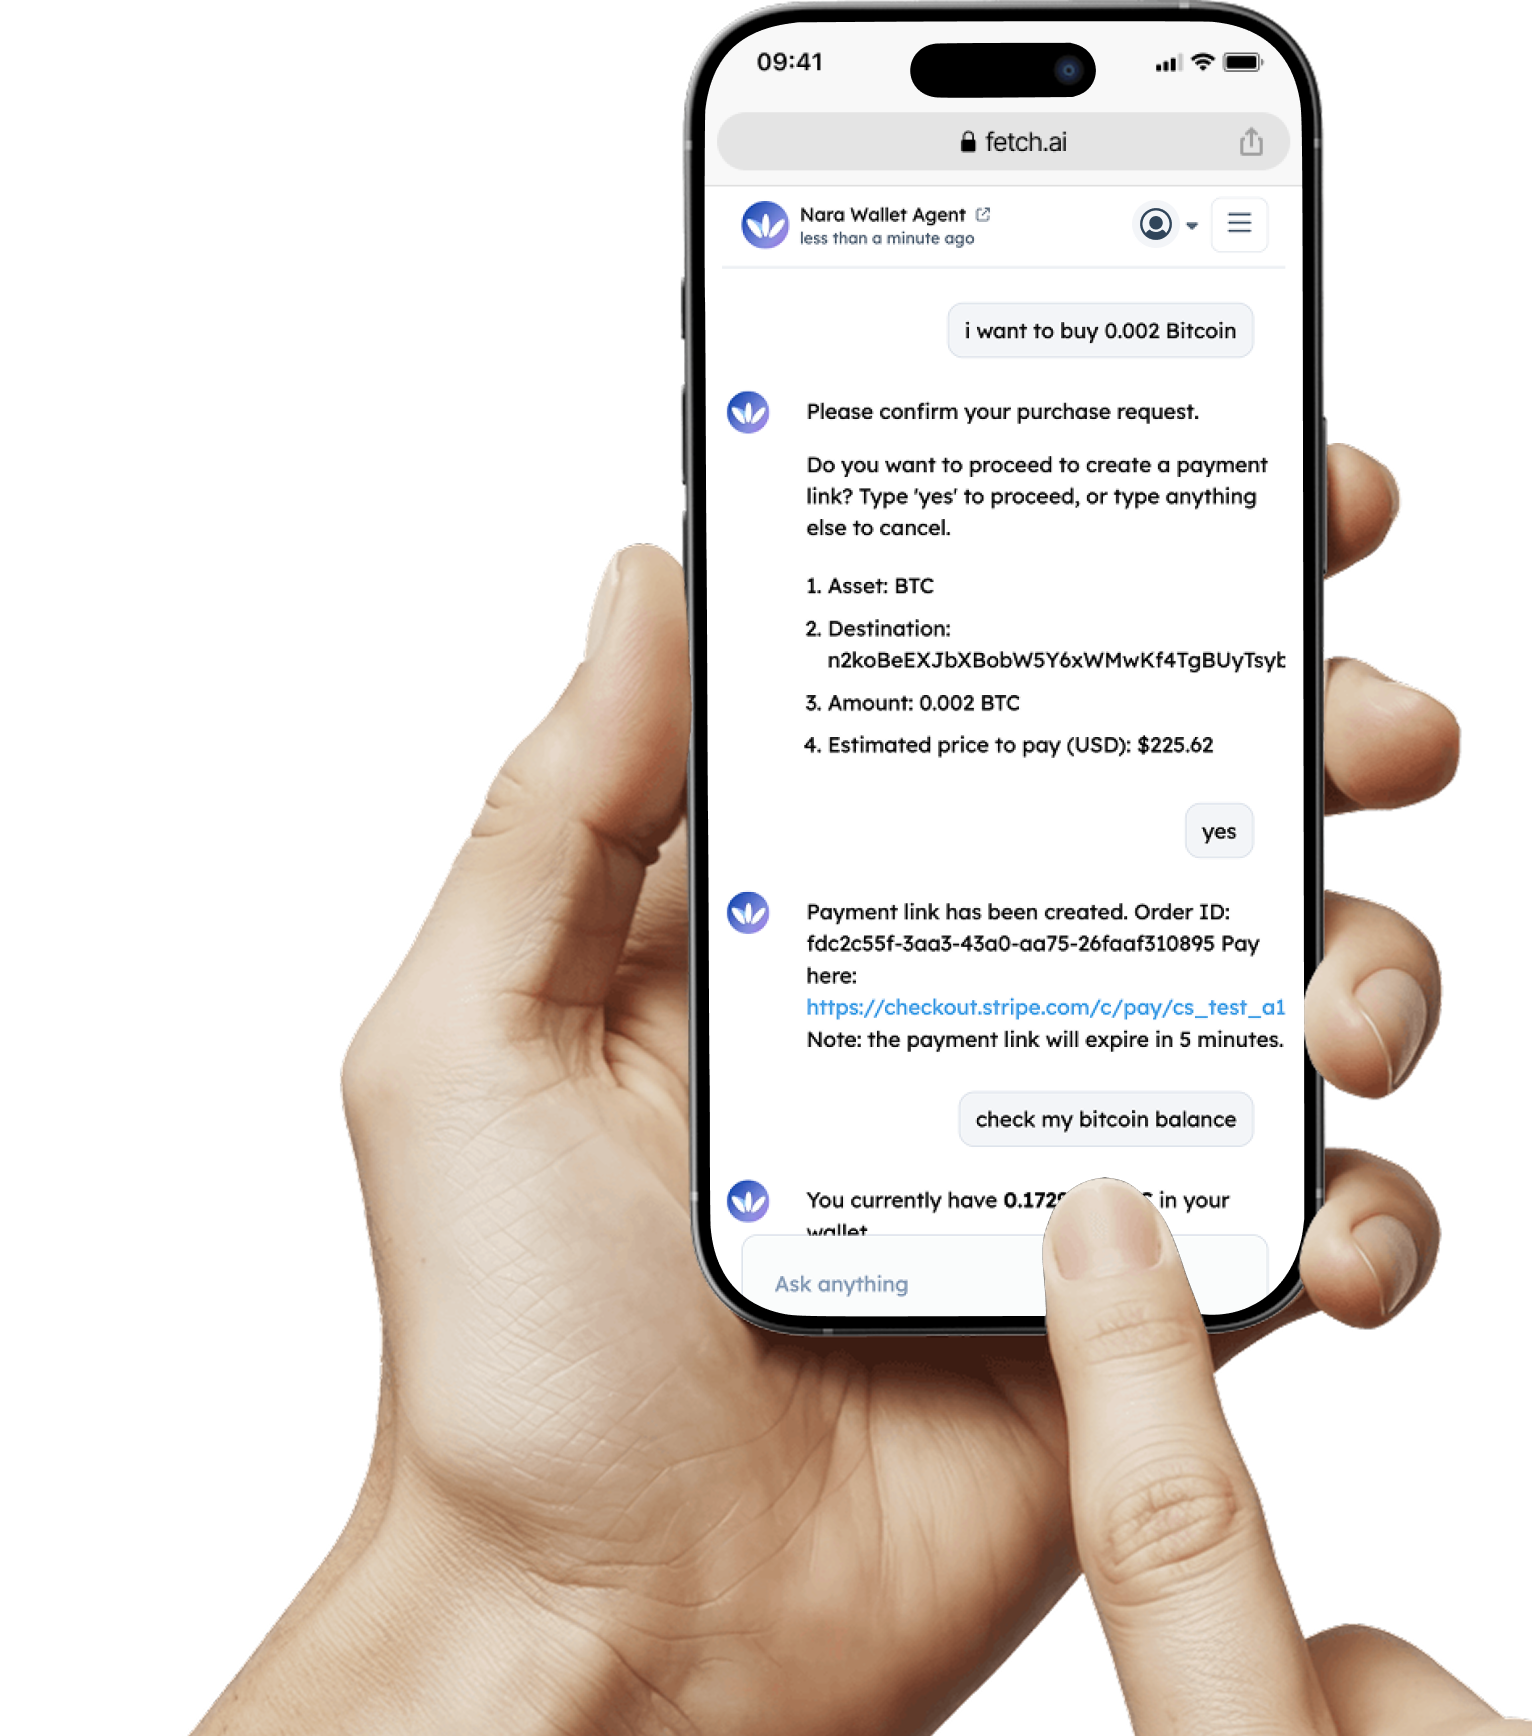 09:41
fetch.ai
Nara Wallet Agent
less than a minute ago
i want to buy 0.002 Bitcoin
Please confirm your purchase request.
Do you want to proceed to create a payment
link? Type 'yes' to proceed, or type anything
else to cancel.
1. Asset: BTC
2. Destination:
n2koBeEXJbXBobW5Y6xWMwKf4TgBUyTsyb
3. Amount: 0.002 BTC
4. Estimated price to pay (USD): $225.62
yes
Payment link has been created. Order ID:
fdc2c55f-3aa3-43a0-aa75-26faaf310895 Pay
here:
https://checkout.stripe.com/c/pay/cs_test_a1
Note: the payment link will expire in 5 minutes.
check my bitcoin balance
You currently have in your
wallet
Ask anything